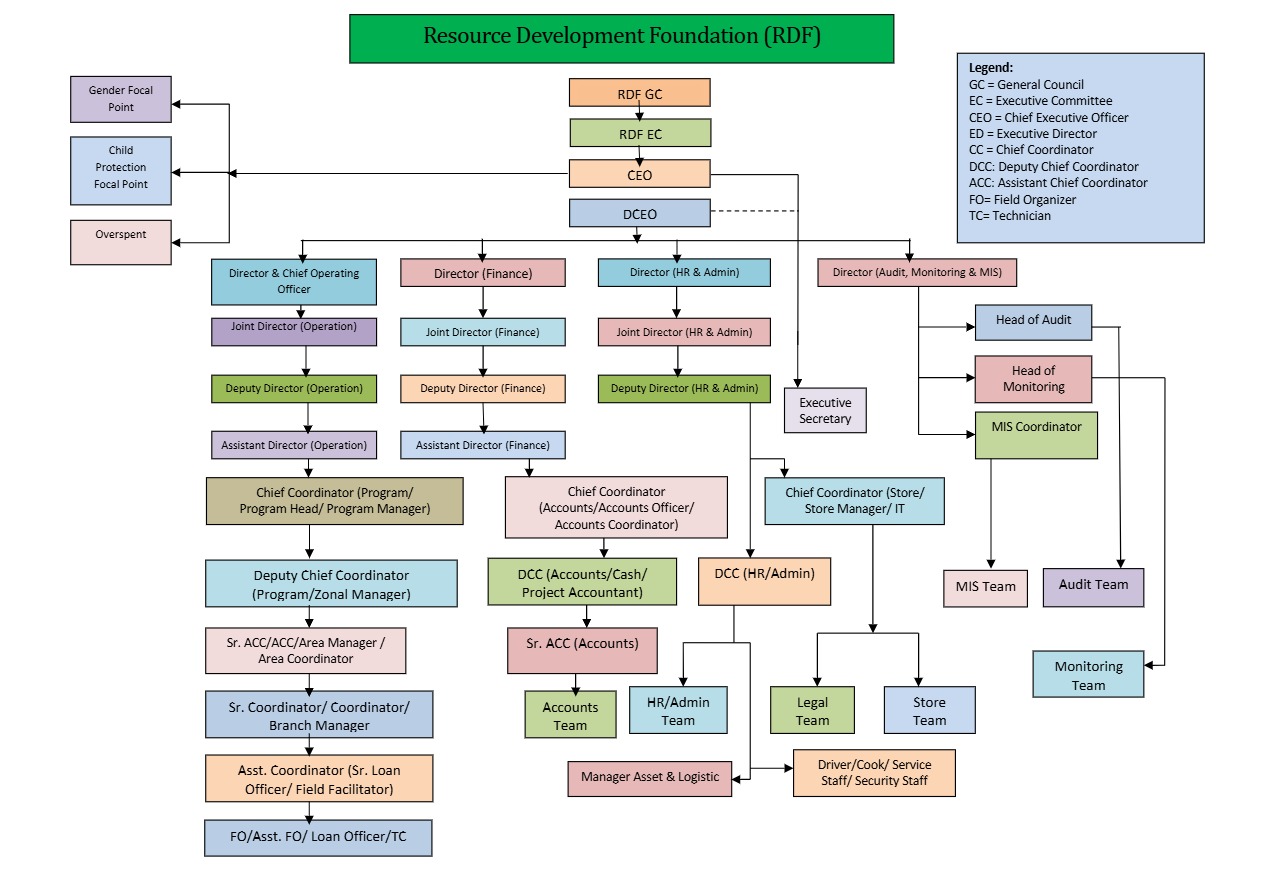 Resource Development Foundation (RDF)
Legend:
GC = General Council
EC = Executive Committee
CEO = Chief Executive Officer
ED = Executive Director
CC = Chief Coordinator
DCC: Deputy Chief Coordinator
ACC: Assistant Chief Coordinator
FO= Field Organizer
TC= Technician
Gender Focal
Point
Child
Protection
Focal Point
Overspent
RDF GC
RDF EC
CEO
DCEO
Director & Chief Operating
Officer
Director (Finance)
Director (HR & Admin)
Director (Audit, Monitoring & MIS)
Joint Director (Operation)
Joint Director (Finance)
Joint Director (HR & Admin)
Head of Audit
Deputy Director (Operation)
Deputy Director (Finance)
Deputy Director (HR & Admin)
Executive
Secretary
Head of
Monitoring
MIS Coordinator
Assistant Director (Operation)
Assistant Director (Finance)
Chief Coordinator (Program/
Program Head/ Program Manager)
Chief Coordinator
(Accounts/Accounts Officer/
Accounts Coordinator)
Chief Coordinator (Store/
Store Manager/ IT
Deputy Chief Coordinator
(Program/Zonal Manager)
DCC (Accounts/Cash/
Project Accountant)
DCC (HR/Admin)
MIS Team
Audit Team
Sr. ACC/ACC/Area Manager /
Area Coordinator
Sr. ACC (Accounts)
Monitoring
Team
Sr. Coordinator/ Coordinator/
Branch Manager
Accounts
Team
HR/Admin
Team
Legal
Team
Store
Team
Asst. Coordinator (Sr. Loan
Officer/ Field Facilitator)
Manager Asset & Logistic
Driver/Cook/ Service
Staff/ Security Staff
FO/Asst. FO/ Loan Officer/TC